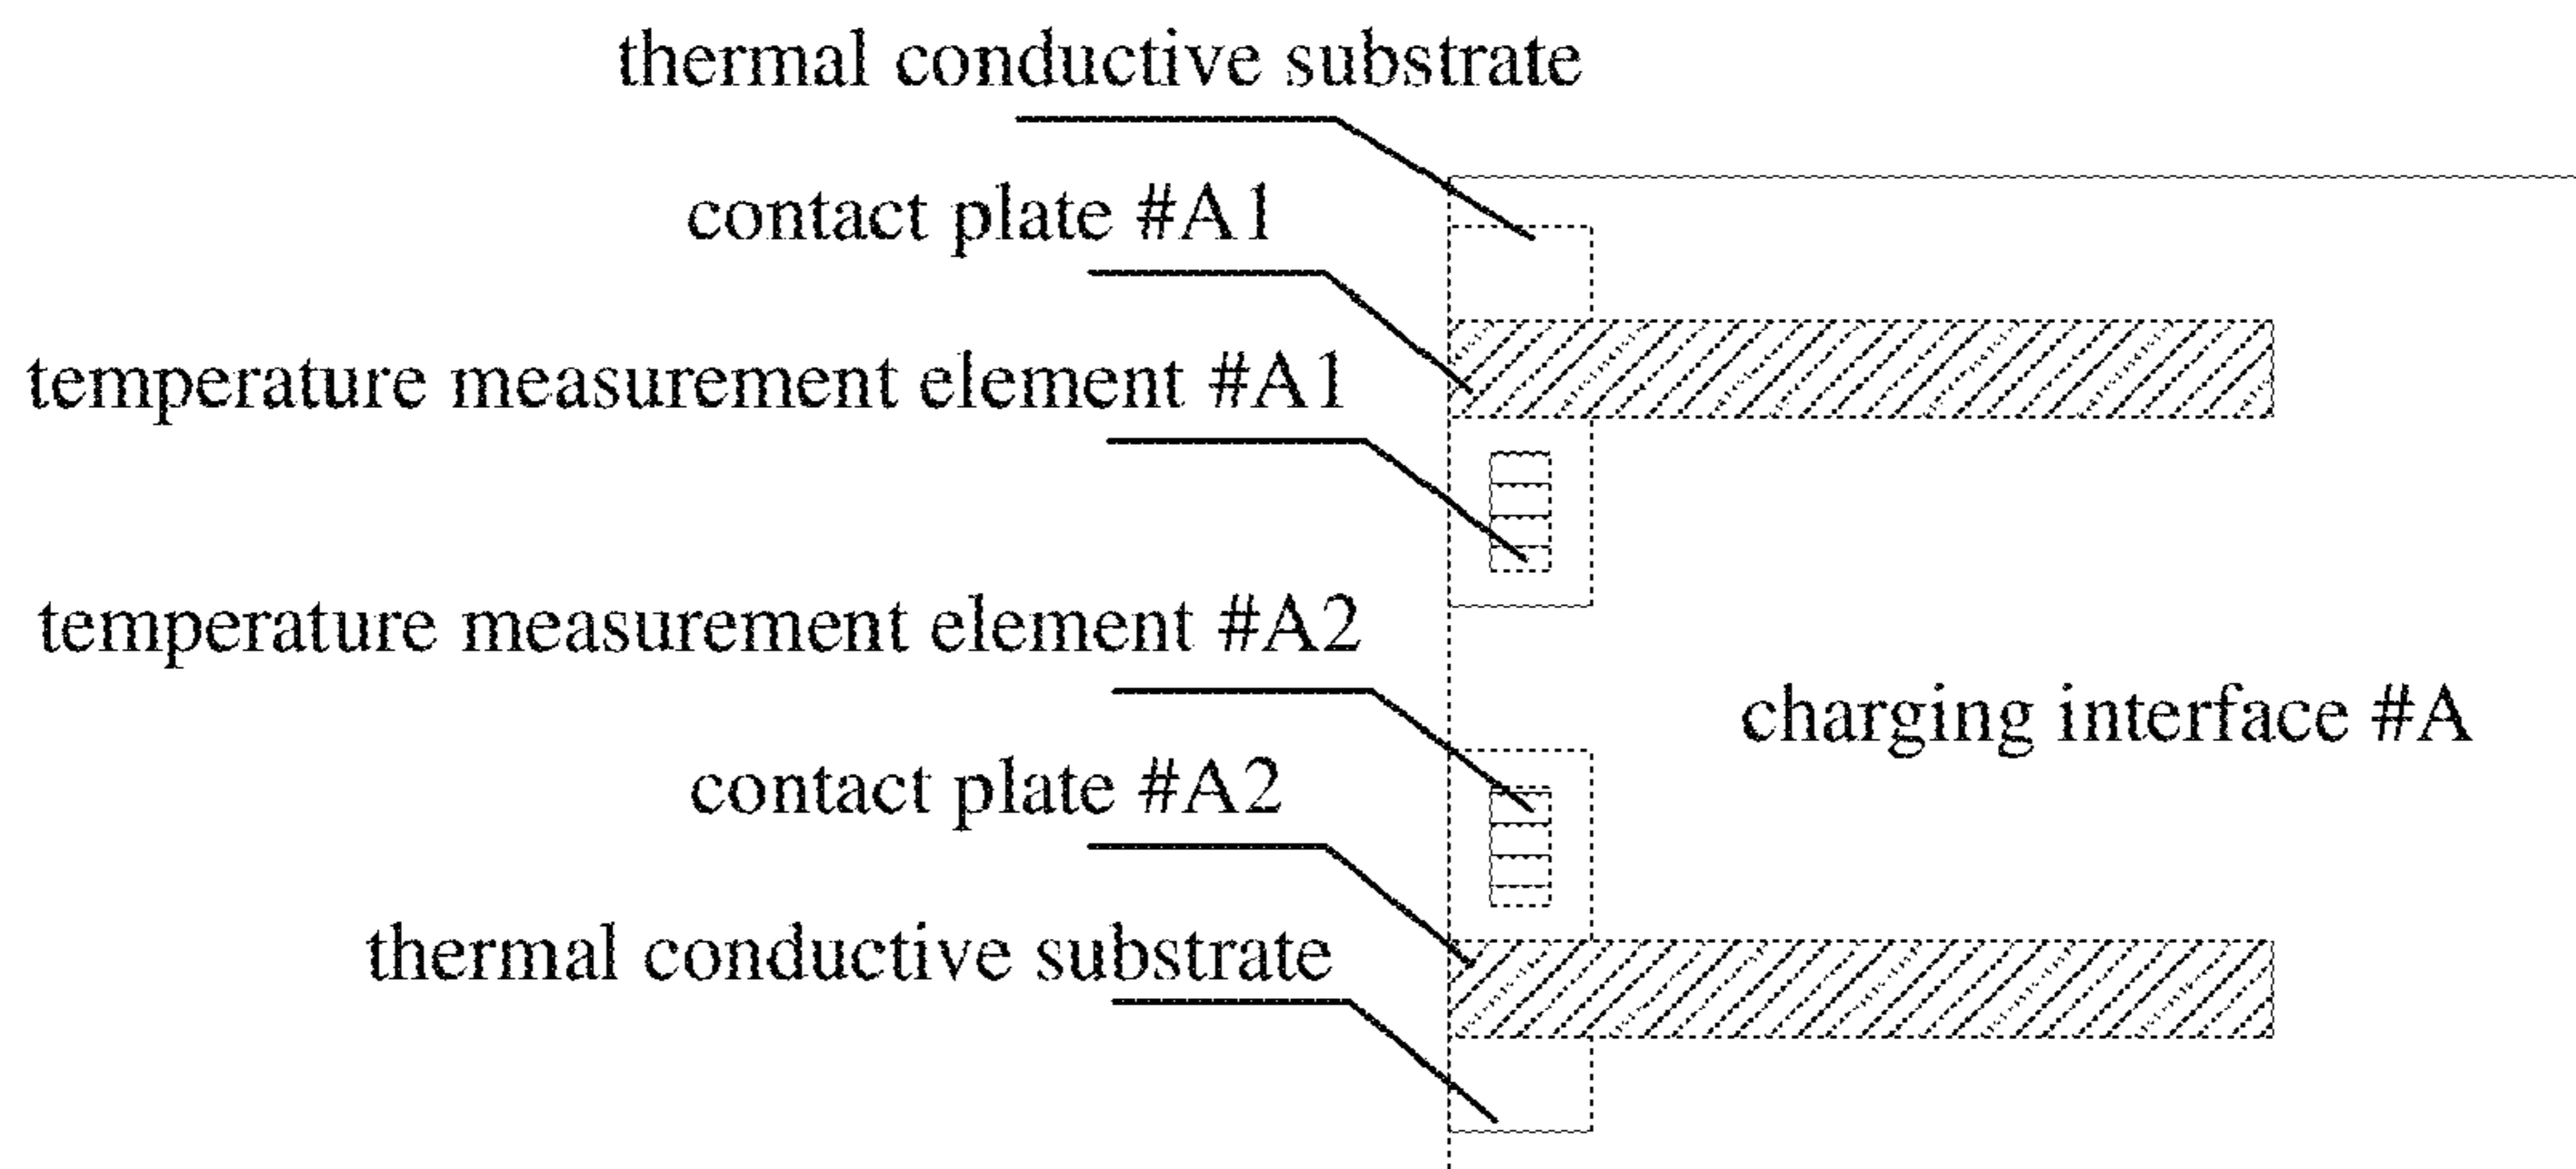 thermal conductive substrate
contact plate #A1
temperature measurement element #A1
temperature measurement element #A2
charging interface #A
contact plate #A2
thermal conductive substrate